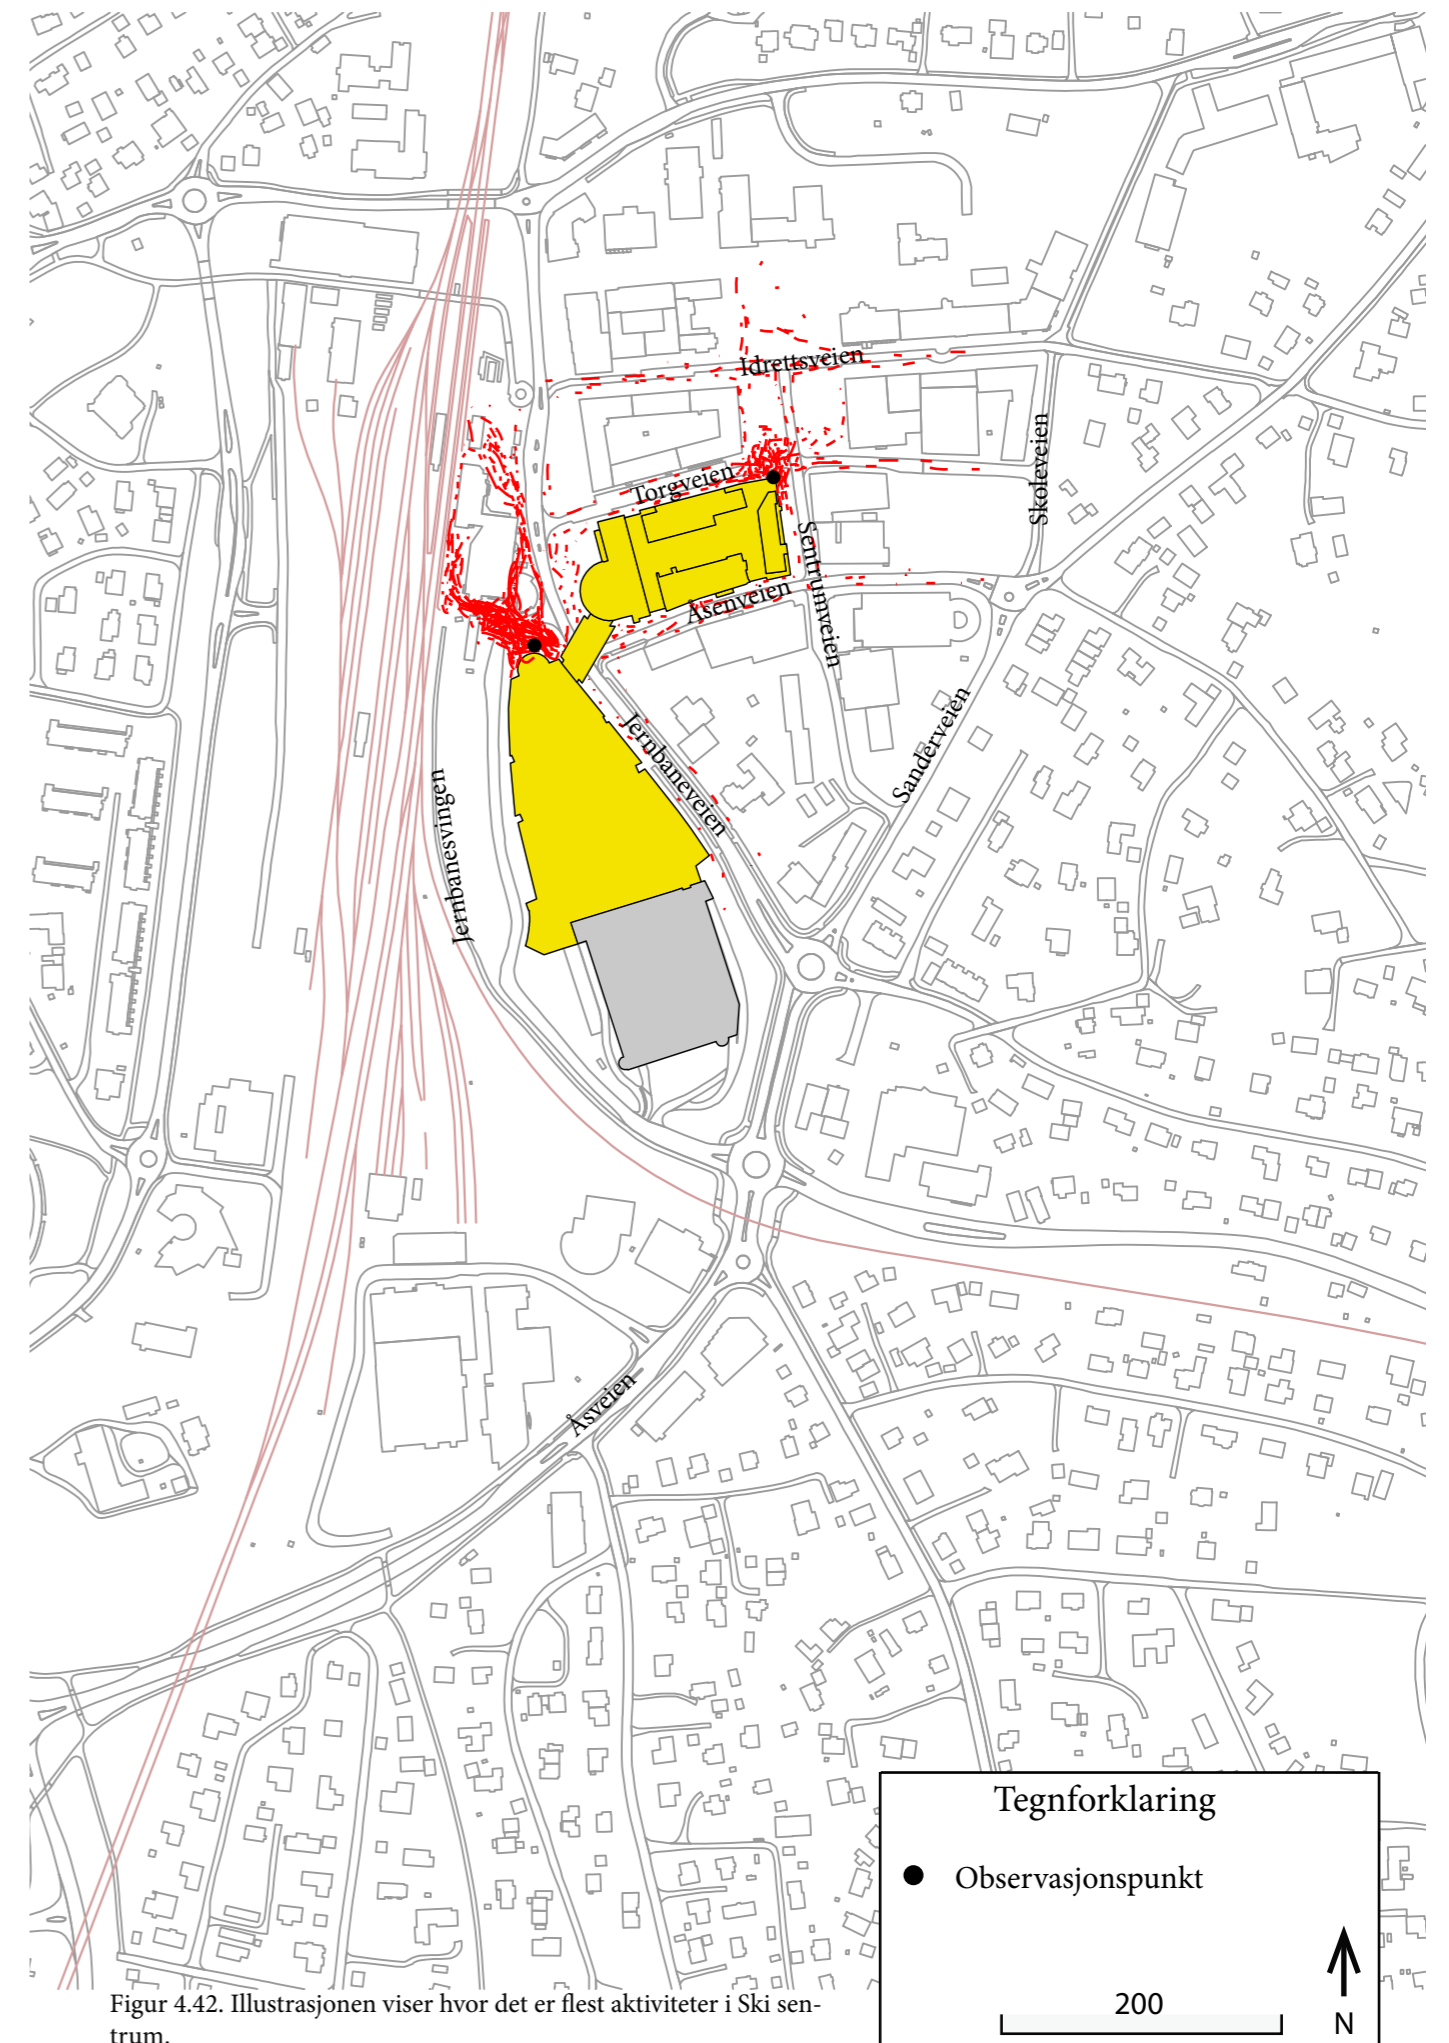 Idrettsveien
Torgveien
Skoleveien
Sentrumveien
Åsenveien
Jernbaneveien
Sanderveien
Jernbanesvingen
Åsveien
Tegnforklaring
Observasjonspunkt
200
N
Figur 4.42. Illustrasjonen viser hvor det er flest aktiviteter i Ski sen-
trum.